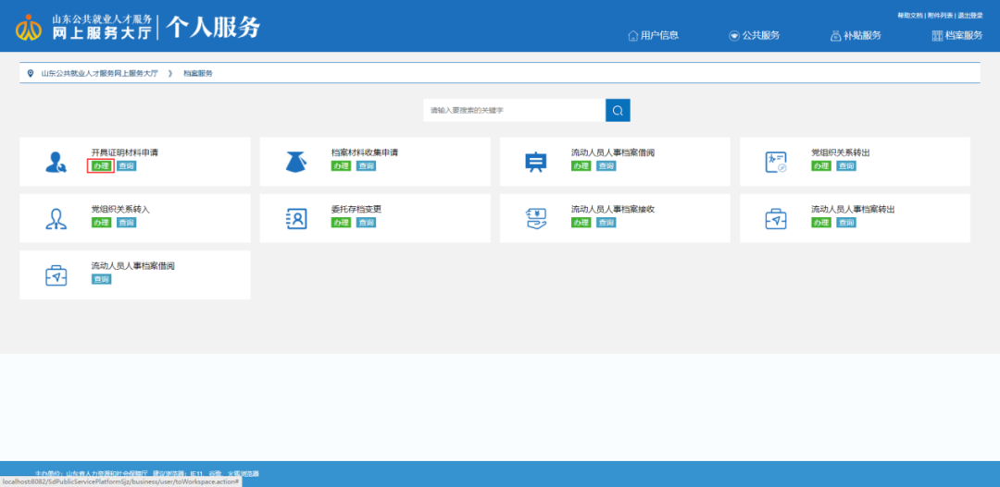 山东公共就业人才服务
网上服务大厅
个人服务
帮助文档 | 附件列表 | 退出登录
用户信息
公共服务
补贴服务
档案服务
山东公共就业人才服务网上服务大厅 》 档案服务
请输入要搜索的关键字
开具证明材料申请
办理 查询
档案材料收集申请
办理 查询
流动人员人事档案借阅
办理 查询
党组织关系转出
办理 查询
党组织关系转入
办理 查询
委托存档变更
办理 查询
流动人员人事档案接收
办理 查询
流动人员人事档案转出
办理 查询
流动人员人事档案借阅
查询
主办单位：山东省人力资源和社会保障厅 建议浏览器：IE11、谷歌、火狐浏览器
localhost:8082/SdPublicServicePlatformSjz/business/user/toWorkspace.action#